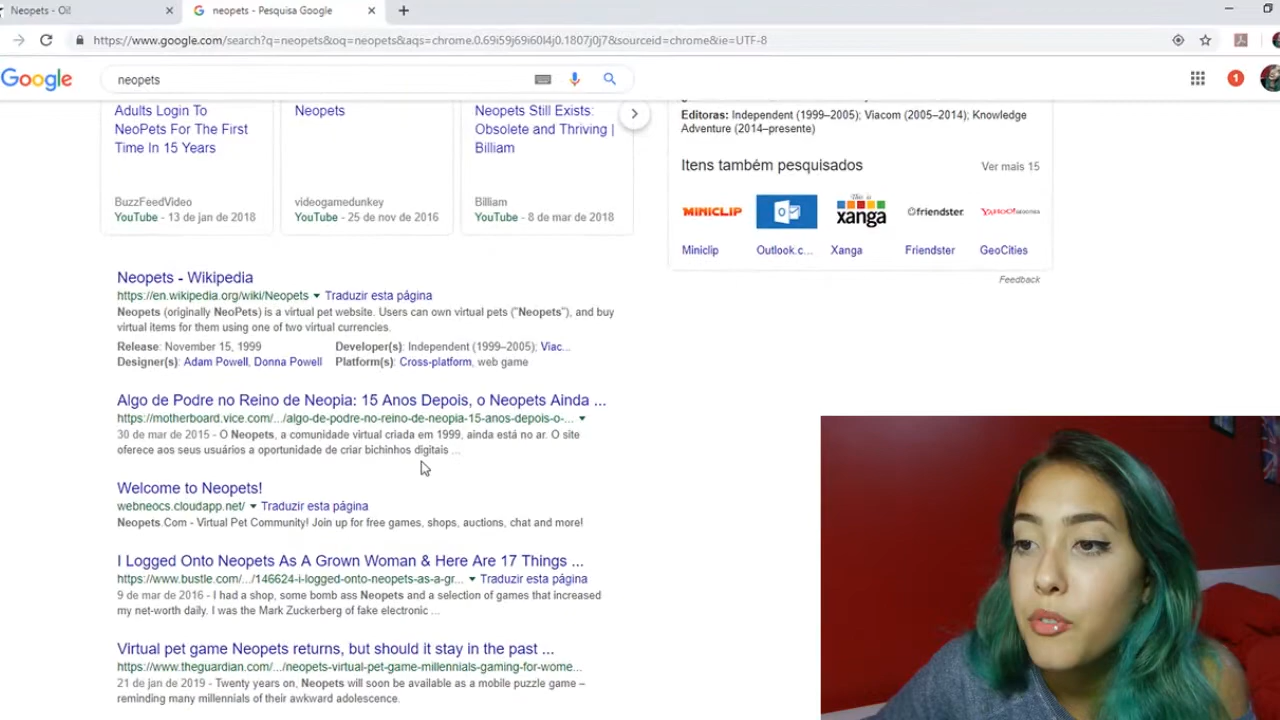 Neopets - Oi!
neopets - Pesquisa Google
https://www.google.com/search?q=neopets&oq=neopets&aqs=chrome.0.69i59j69i60l4j0.1807j0j7&sourceid=chrome&ie=UTF-8
Google
neopets
1
Adults Login To
NeoPets For The First
Time In 15 Years
BuzzFeedVideo
YouTube - 13 de jan de 2018
Neopets
videogamedunkey
YouTube - 25 de nov de 2016
Neopets Still Exists:
Obsolete and Thriving |
Billiam
Billiam
YouTube - 8 de mar de 2018
Neopets - Wikipedia
https://en.wikipedia.org/wiki/Neopets Traduzir esta página
Neopets (originally NeoPets) is a virtual pet website. Users can own virtual pets ("Neopets"), and buy
virtual items for them using one of two virtual currencies.
Release: November 15, 1999 Developer(s): Independent (1999–2005); Viac...
Designer(s): Adam Powell, Donna Powell Platform(s): Cross-platform, web game
Algo de Podre no Reino de Neopia: 15 Anos Depois, o Neopets Ainda ...
https://motherboard.vice.com/.../algo-de-podre-no-reino-de-neopia-15-anos-depois-o-...
30 de mar de 2015 - O Neopets, a comunidade virtual criada em 1999, ainda está no ar. O site
oferece aos seus usuários a oportunidade de criar bichinhos digitais ...
Welcome to Neopets!
webneocs.cloudapp.net/ Traduzir esta página
Neopets.Com - Virtual Pet Community! Join up for free games, shops, auctions, chat and more!
I Logged Onto Neopets As A Grown Woman & Here Are 17 Things ...
https://www.bustle.com/.../146624-i-logged-onto-neopets-as-a-gr... Traduzir esta página
9 de mar de 2016 - I had a shop, some bomb ass Neopets and a selection of games that increased
my net-worth daily. I was the Mark Zuckerberg of fake electronic ...
Virtual pet game Neopets returns, but should it stay in the past ...
https://www.theguardian.com/.../neopets-virtual-pet-game-millennials-gaming-for-wome...
21 de jan de 2019 - Twenty years on, Neopets will soon be available as a mobile puzzle game –
reminding many millennials of their awkward adolescence.
Editoras: Independent (1999–2005); Viacom (2005–2014); Knowledge
Adventure (2014–presente)
Itens também pesquisados
Ver mais 15
MINICLIP
This is
xanga
friendster.
Miniclip
Outlook.c...
Xanga
Friendster
GeoCities
Feedback